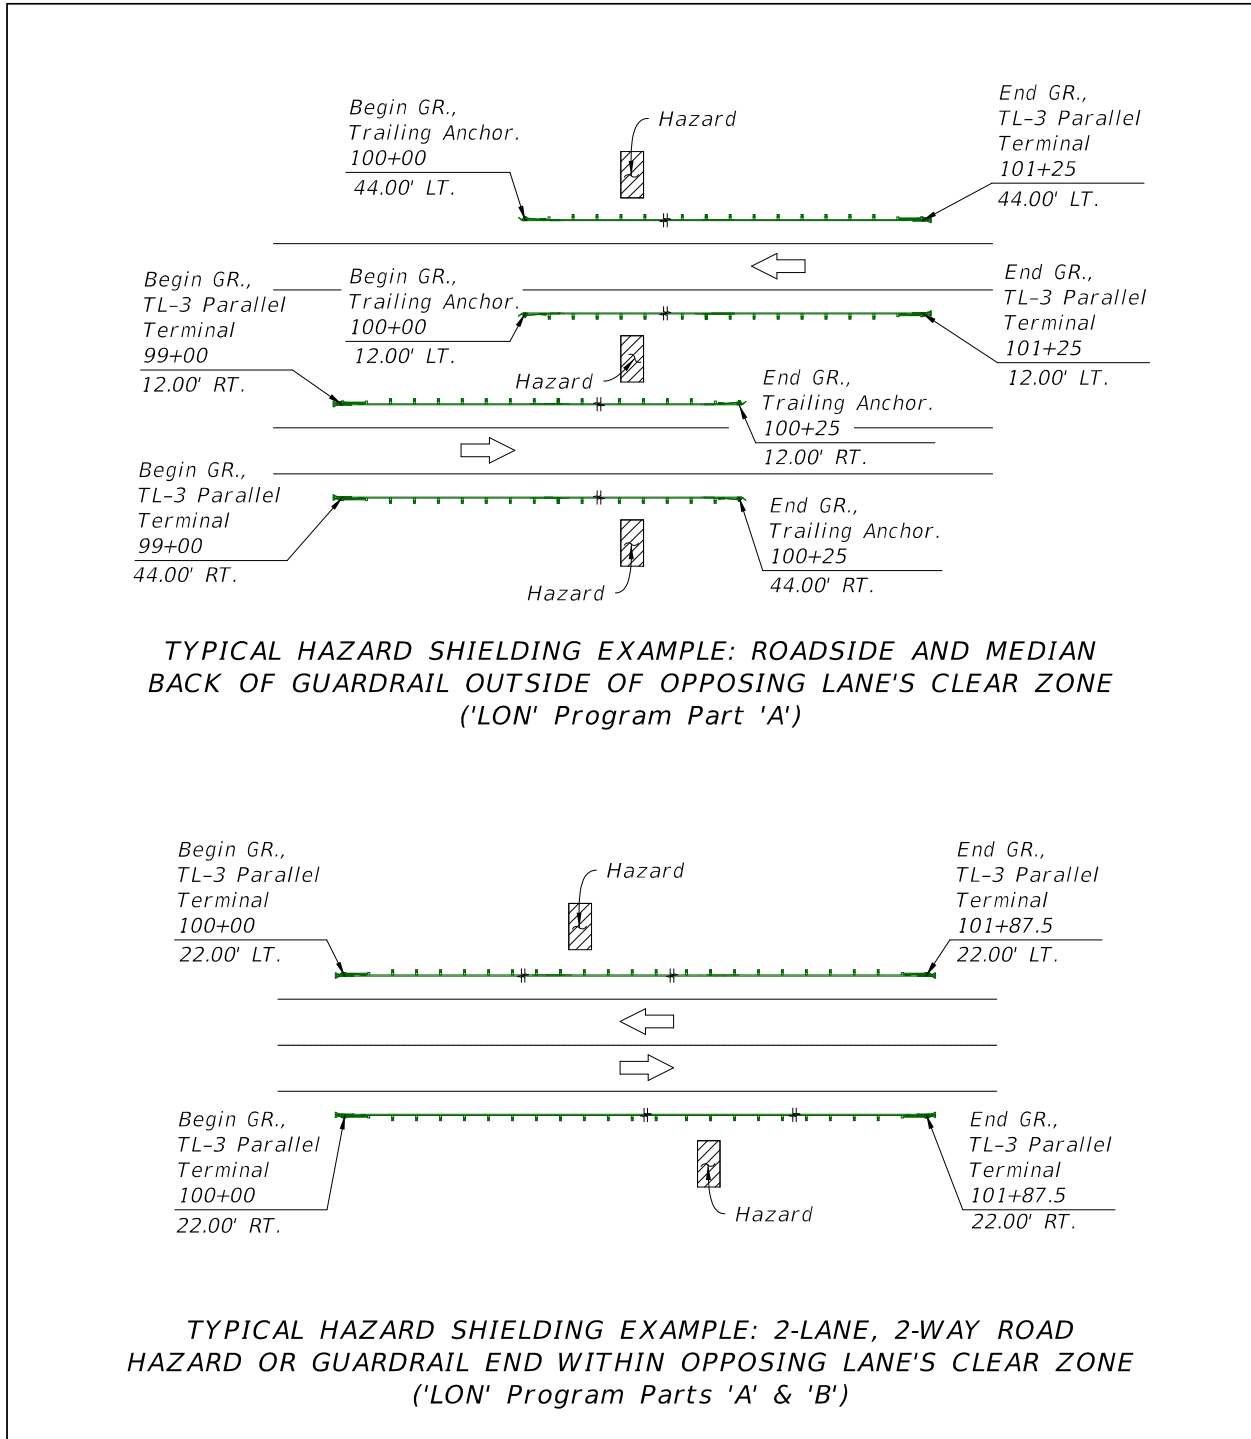 Begin GR.,
Trailing Anchor.
100+00
44.00' LT.
Hazard
End GR.,
TL-3 Parallel
Terminal
101+25
44.00' LT.
Begin GR.,
TL-3 Parallel
Terminal
99+00
12.00' RT.
Begin GR.,
Trailing Anchor.
100+00
12.00' LT.
End GR.,
TL-3 Parallel
Terminal
101+25
12.00' LT.
Hazard
End GR.,
Trailing Anchor.
100+25
12.00' RT.
Begin GR.,
TL-3 Parallel
Terminal
99+00
44.00' RT.
End GR.,
Trailing Anchor.
100+25
44.00' RT.
Hazard
TYPICAL HAZARD SHIELDING EXAMPLE: ROADSIDE AND MEDIAN
BACK OF GUARDRAIL OUTSIDE OF OPPOSING LANE'S CLEAR ZONE
('LON' Program Part 'A')
Begin GR.,
TL-3 Parallel
Terminal
100+00
22.00' LT.
Hazard
End GR.,
TL-3 Parallel
Terminal
101+87.5
22.00' LT.
Begin GR.,
TL-3 Parallel
Terminal
100+00
22.00' RT.
Hazard
End GR.,
TL-3 Parallel
Terminal
101+87.5
22.00' RT.
TYPICAL HAZARD SHIELDING EXAMPLE: 2-LANE, 2-WAY ROAD
HAZARD OR GUARDRAIL END WITHIN OPPOSING LANE'S CLEAR ZONE
('LON' Program Parts 'A' & 'B')